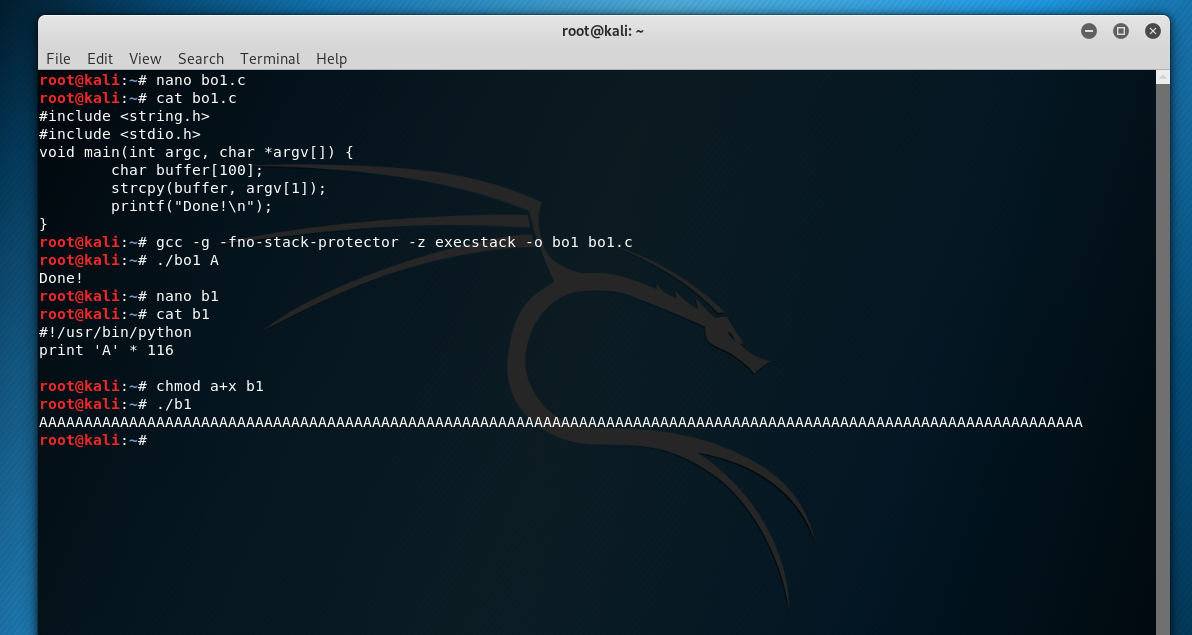 root@kali: ~
File Edit View Search Terminal Help
root@kali:~# nano bo1.c
root@kali:~# cat bo1.c
#include <string.h>
#include <stdio.h>
void main(int argc, char *argv[]) {
        char buffer[100];
        strcpy(buffer, argv[1]);
        printf("Done!\n");
}
root@kali:~# gcc -g -fno-stack-protector -z execstack -o bo1 bo1.c
root@kali:~# ./bo1 A
Done!
root@kali:~# nano b1
root@kali:~# cat b1
#!/usr/bin/python
print 'A' * 116
root@kali:~# chmod a+x b1
root@kali:~# ./b1
AAAAAAAAAAAAAAAAAAAAAAAAAAAAAAAAAAAAAAAAAAAAAAAAAAAAAAAAAAAAAAAAAAAAAAAAAAAAAAAAAAAAAAAAAAAAAAAAAAAAAAAAAAAAAAAAAAAA
root@kali:~#